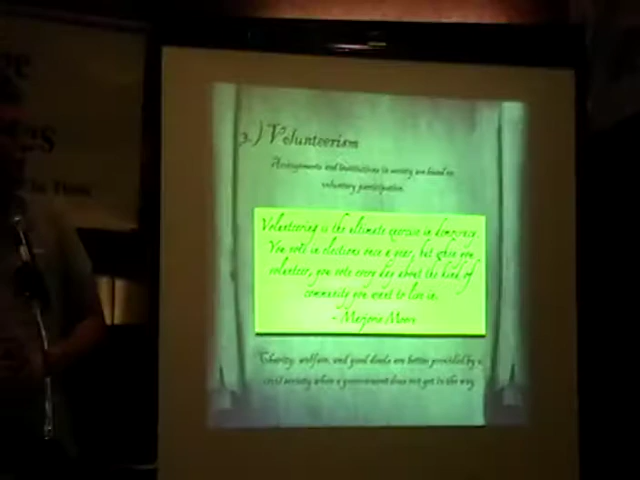 3.) Volunteerism
Arrangements and institutions in society are based on
voluntary participation.
Volunteering is the ultimate exercise in democracy.
You vote in elections once a year, but when you
volunteer, you vote every day about the kind of
community you want to live in.
- Marjorie Moore
Charity, welfare, and good deeds are better provided by a
civil society when a government does not get in the way.